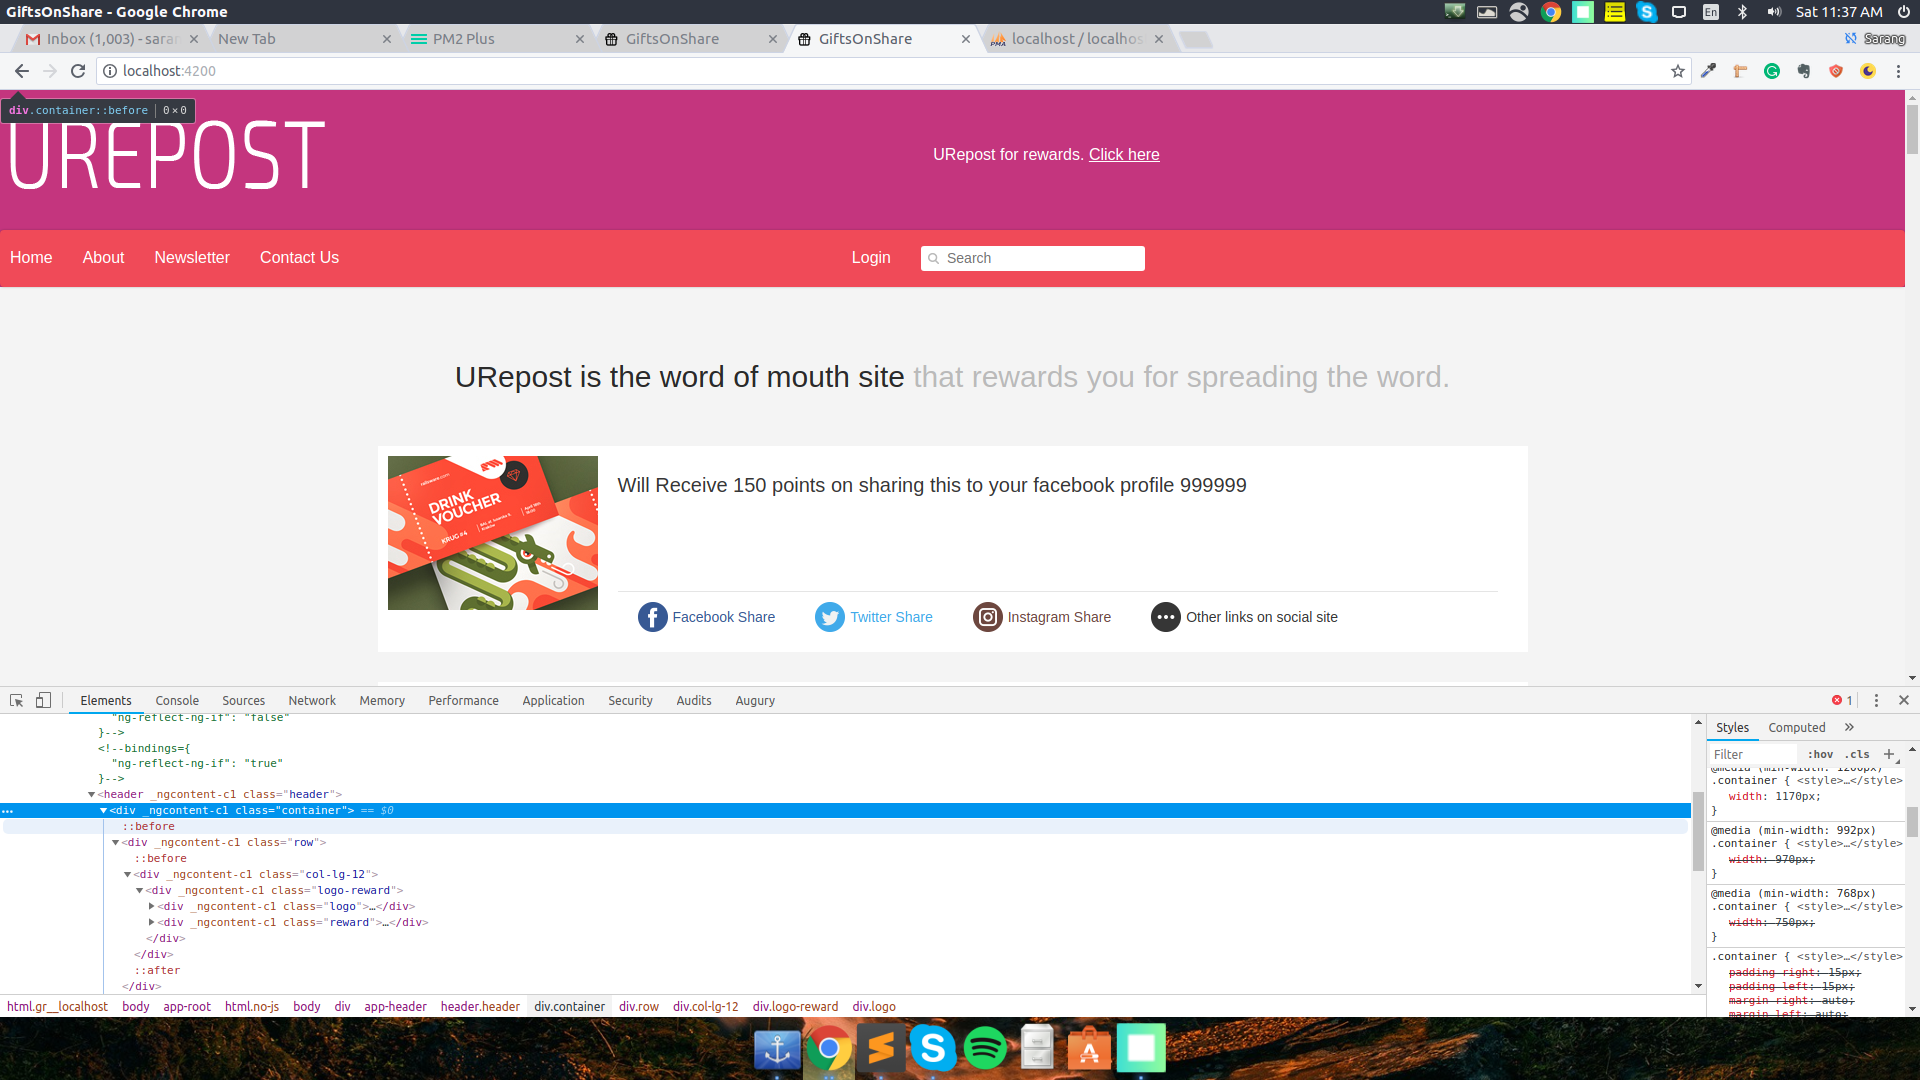 GiftsOnShare - Google Chrome
En
Sat 11:37 AM
Inbox (1,003) - saran
New Tab
PM2 Plus
GiftsOnShare
GiftsOnShare
localhost / localhos
Sarang
localhost:4200
div.container::before | 0 × 0
UREPOST
URepost for rewards. Click here
Home
About
Newsletter
Contact Us
Login
Search
URepost is the word of mouth site that rewards you for spreading the word.
DRINK
VOUCHER
KRUG #4
Will Receive 150 points on sharing this to your facebook profile 999999
Facebook Share
Twitter Share
Instagram Share
Other links on social site
Elements
Console
Sources
Network
Memory
Performance
Application
Security
Audits
Augury
1
"ng-reflect-ng-if": "false"
}-->
<!--bindings={
"ng-reflect-ng-if": "true"
}-->
<header _ngcontent-c1 class="header">
<div _ngcontent-c1 class="container"> == $0
::before
<div _ngcontent-c1 class="row">
::before
<div _ngcontent-c1 class="col-lg-12">
<div _ngcontent-c1 class="logo-reward">
<div _ngcontent-c1 class="logo">…</div>
<div _ngcontent-c1 class="reward">…</div>
</div>
</div>
::after
</div>
Styles
Computed
»
Filter
:hov
.cls
+
@media (min-width: 1200px)
.container { <style>…</style>
width: 1170px;
}
@media (min-width: 992px)
.container { <style>…</style>
width: 970px;
}
@media (min-width: 768px)
.container { <style>…</style>
width: 750px;
}
.container { <style>…</style>
padding-right: 15px;
padding-left: 15px;
margin-right: auto;
margin-left: auto;
html.gr__localhost
body
app-root
html.no-js
body
div
app-header
header.header
div.container
div.row
div.col-lg-12
div.logo-reward
div.logo